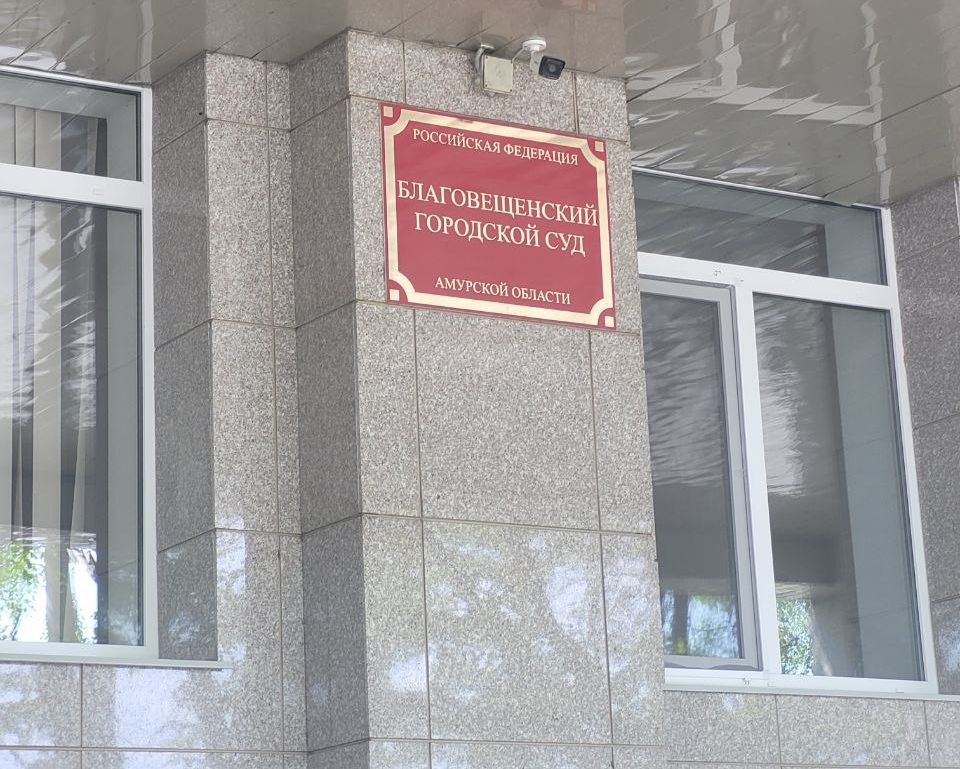 РОССИЙСКАЯ ФЕДЕРАЦИЯ
БЛАГОВЕЩЕНСКИЙ
ГОРОДСКОЙ СУД
АМУРСКОЙ ОБЛАСТИ